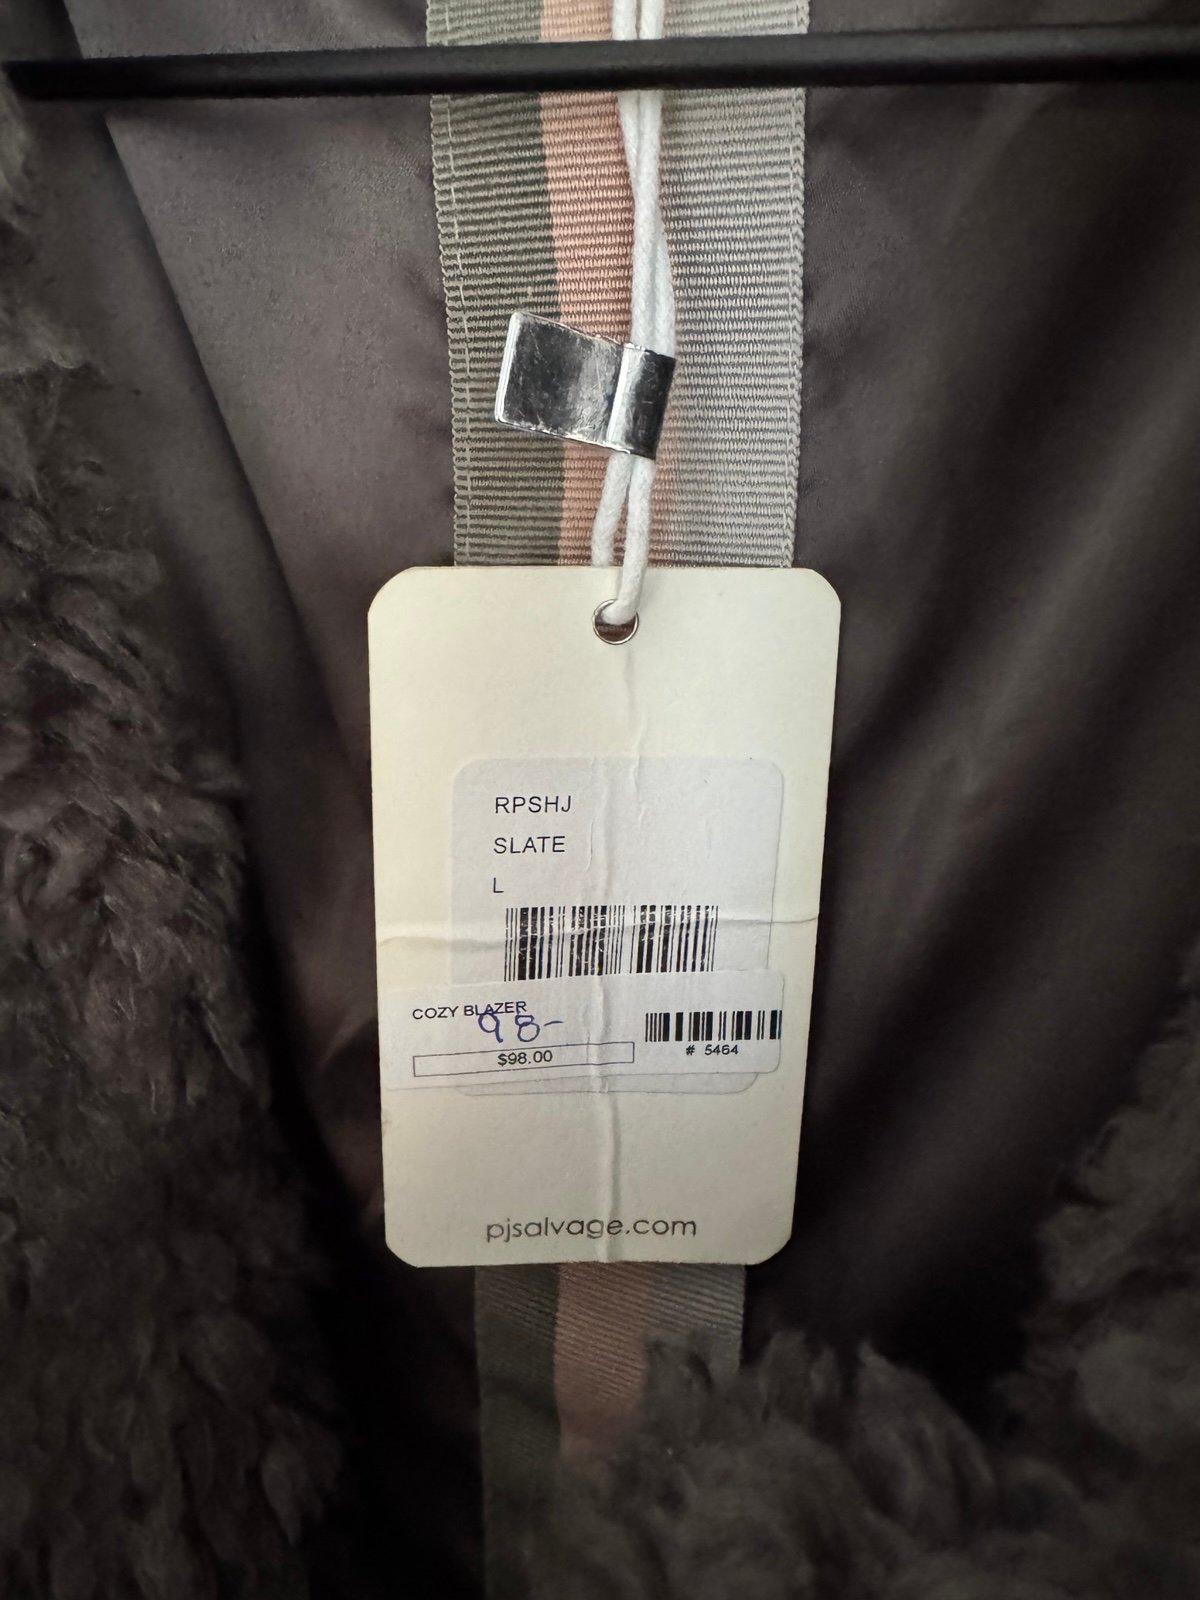 RPSHJ
SLATE
L
COZY BLAZER
98-
$98.00
# 5464
pjsalvage.com